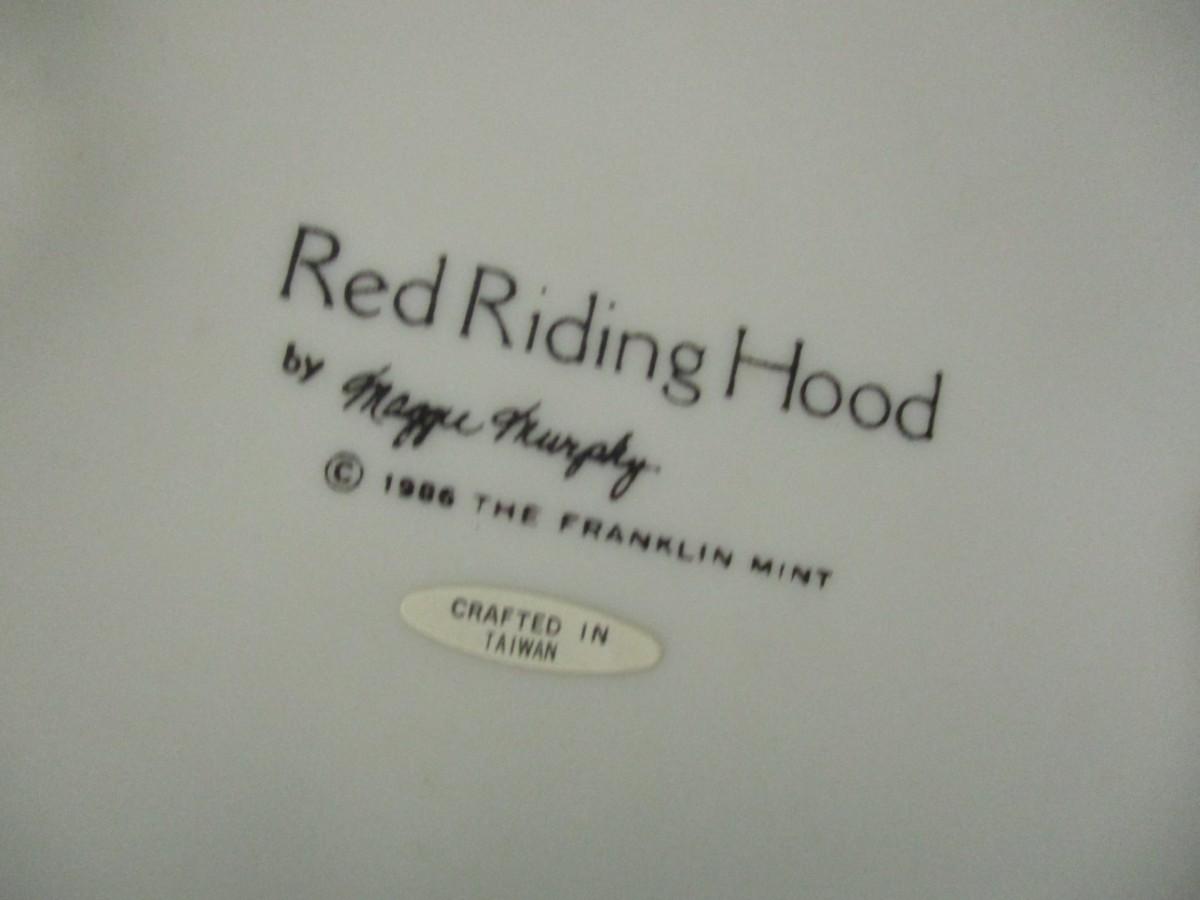 Red Riding Hood
by Maggie Murphy
© 1986 THE FRANKLIN MINT
CRAFTED IN
TAIWAN